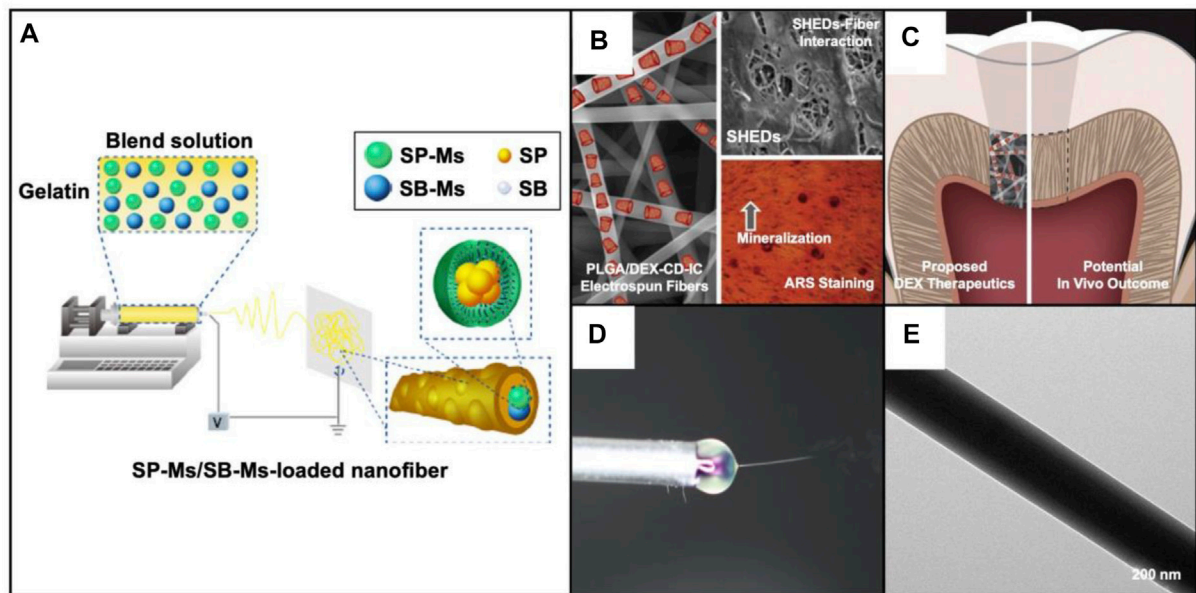 A
Blend solution
Gelatin
SP-Ms
SP
SB-Ms
SB
V
SP-Ms/SB-Ms-loaded nanofiber
B
PLGA/DEX-CD-IC
Electrospun Fibers
SHEDs-Fiber
Interaction
SHEDs
Mineralization
ARS Staining
C
Proposed
DEX Therapeutics
Potential
In Vivo Outcome
D
E
200 nm